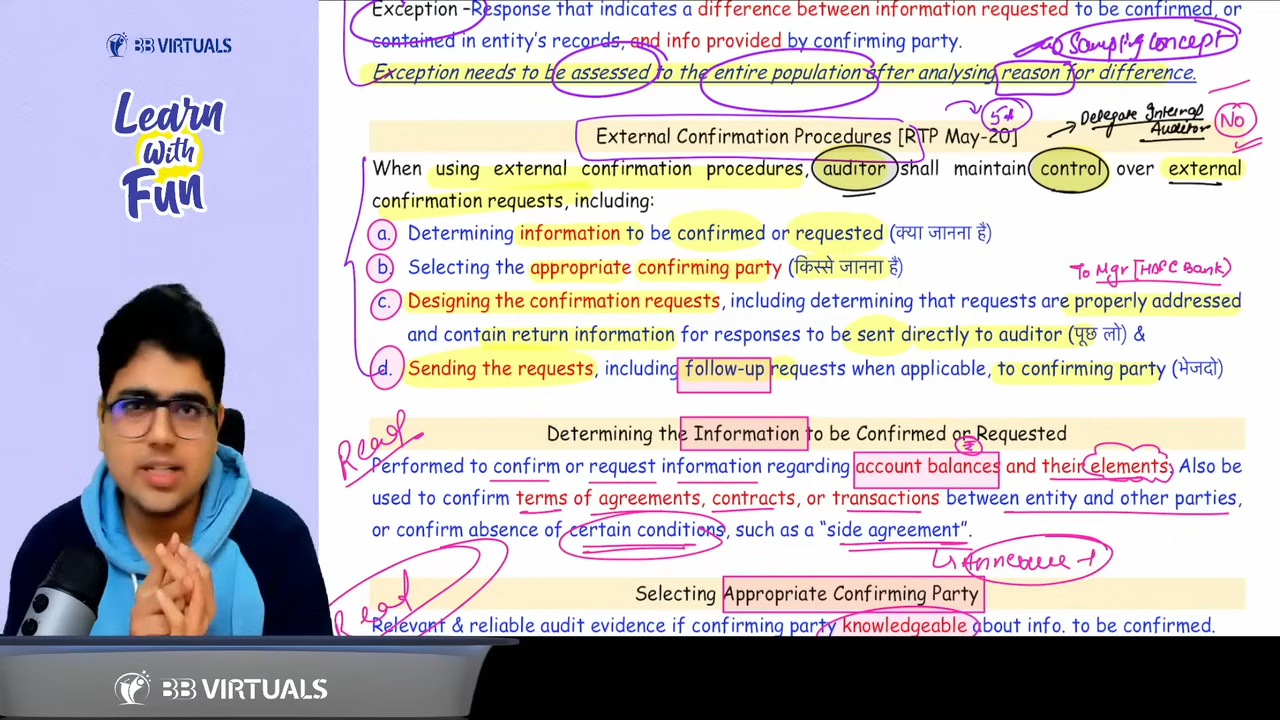 BB VIRTUALS
Learn
With
Fun
Exception –Response that indicates a difference between information requested to be confirmed, or
contained in entity's records, and info provided by confirming party.
Sampling Concept
Exception needs to be assessed to the entire population after analysing reason for difference.
Delegate Internal
Auditor
No
External Confirmation Procedures [RTP May-20]
When using external confirmation procedures, auditor shall maintain control over external
confirmation requests, including:
a. Determining information to be confirmed or requested (क्या जानना है)
b. Selecting the appropriate confirming party (किस्से जानना है)
To Mgr [HDFC Bank)
c. Designing the confirmation requests, including determining that requests are properly addressed
and contain return information for responses to be sent directly to auditor (पूछ लो) &
d. Sending the requests, including follow-up requests when applicable, to confirming party (भेजदो)
Read
Determining the Information to be Confirmed or Requested
Performed to confirm or request information regarding account balances and their elements. Also be
used to confirm terms of agreements, contracts, or transactions between entity and other parties,
or confirm absence of certain conditions, such as a "side agreement".
Annexure
Read
Selecting Appropriate Confirming Party
Relevant & reliable audit evidence if confirming party knowledgeable about info. to be confirmed.
BB VIRTUALS